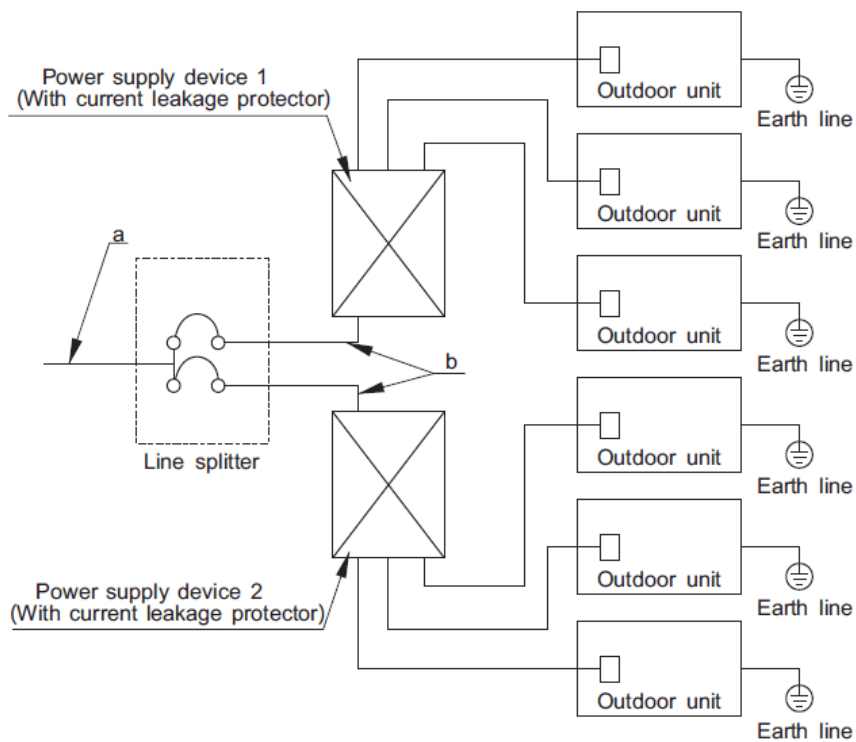 Power supply device 1
(With current leakage protector)
Outdoor unit
Earth line
Outdoor unit
Earth line
a
Outdoor unit
Earth line
b
Line splitter
Outdoor unit
Earth line
Power supply device 2
(With current leakage protector)
Outdoor unit
Earth line
Outdoor unit
Earth line